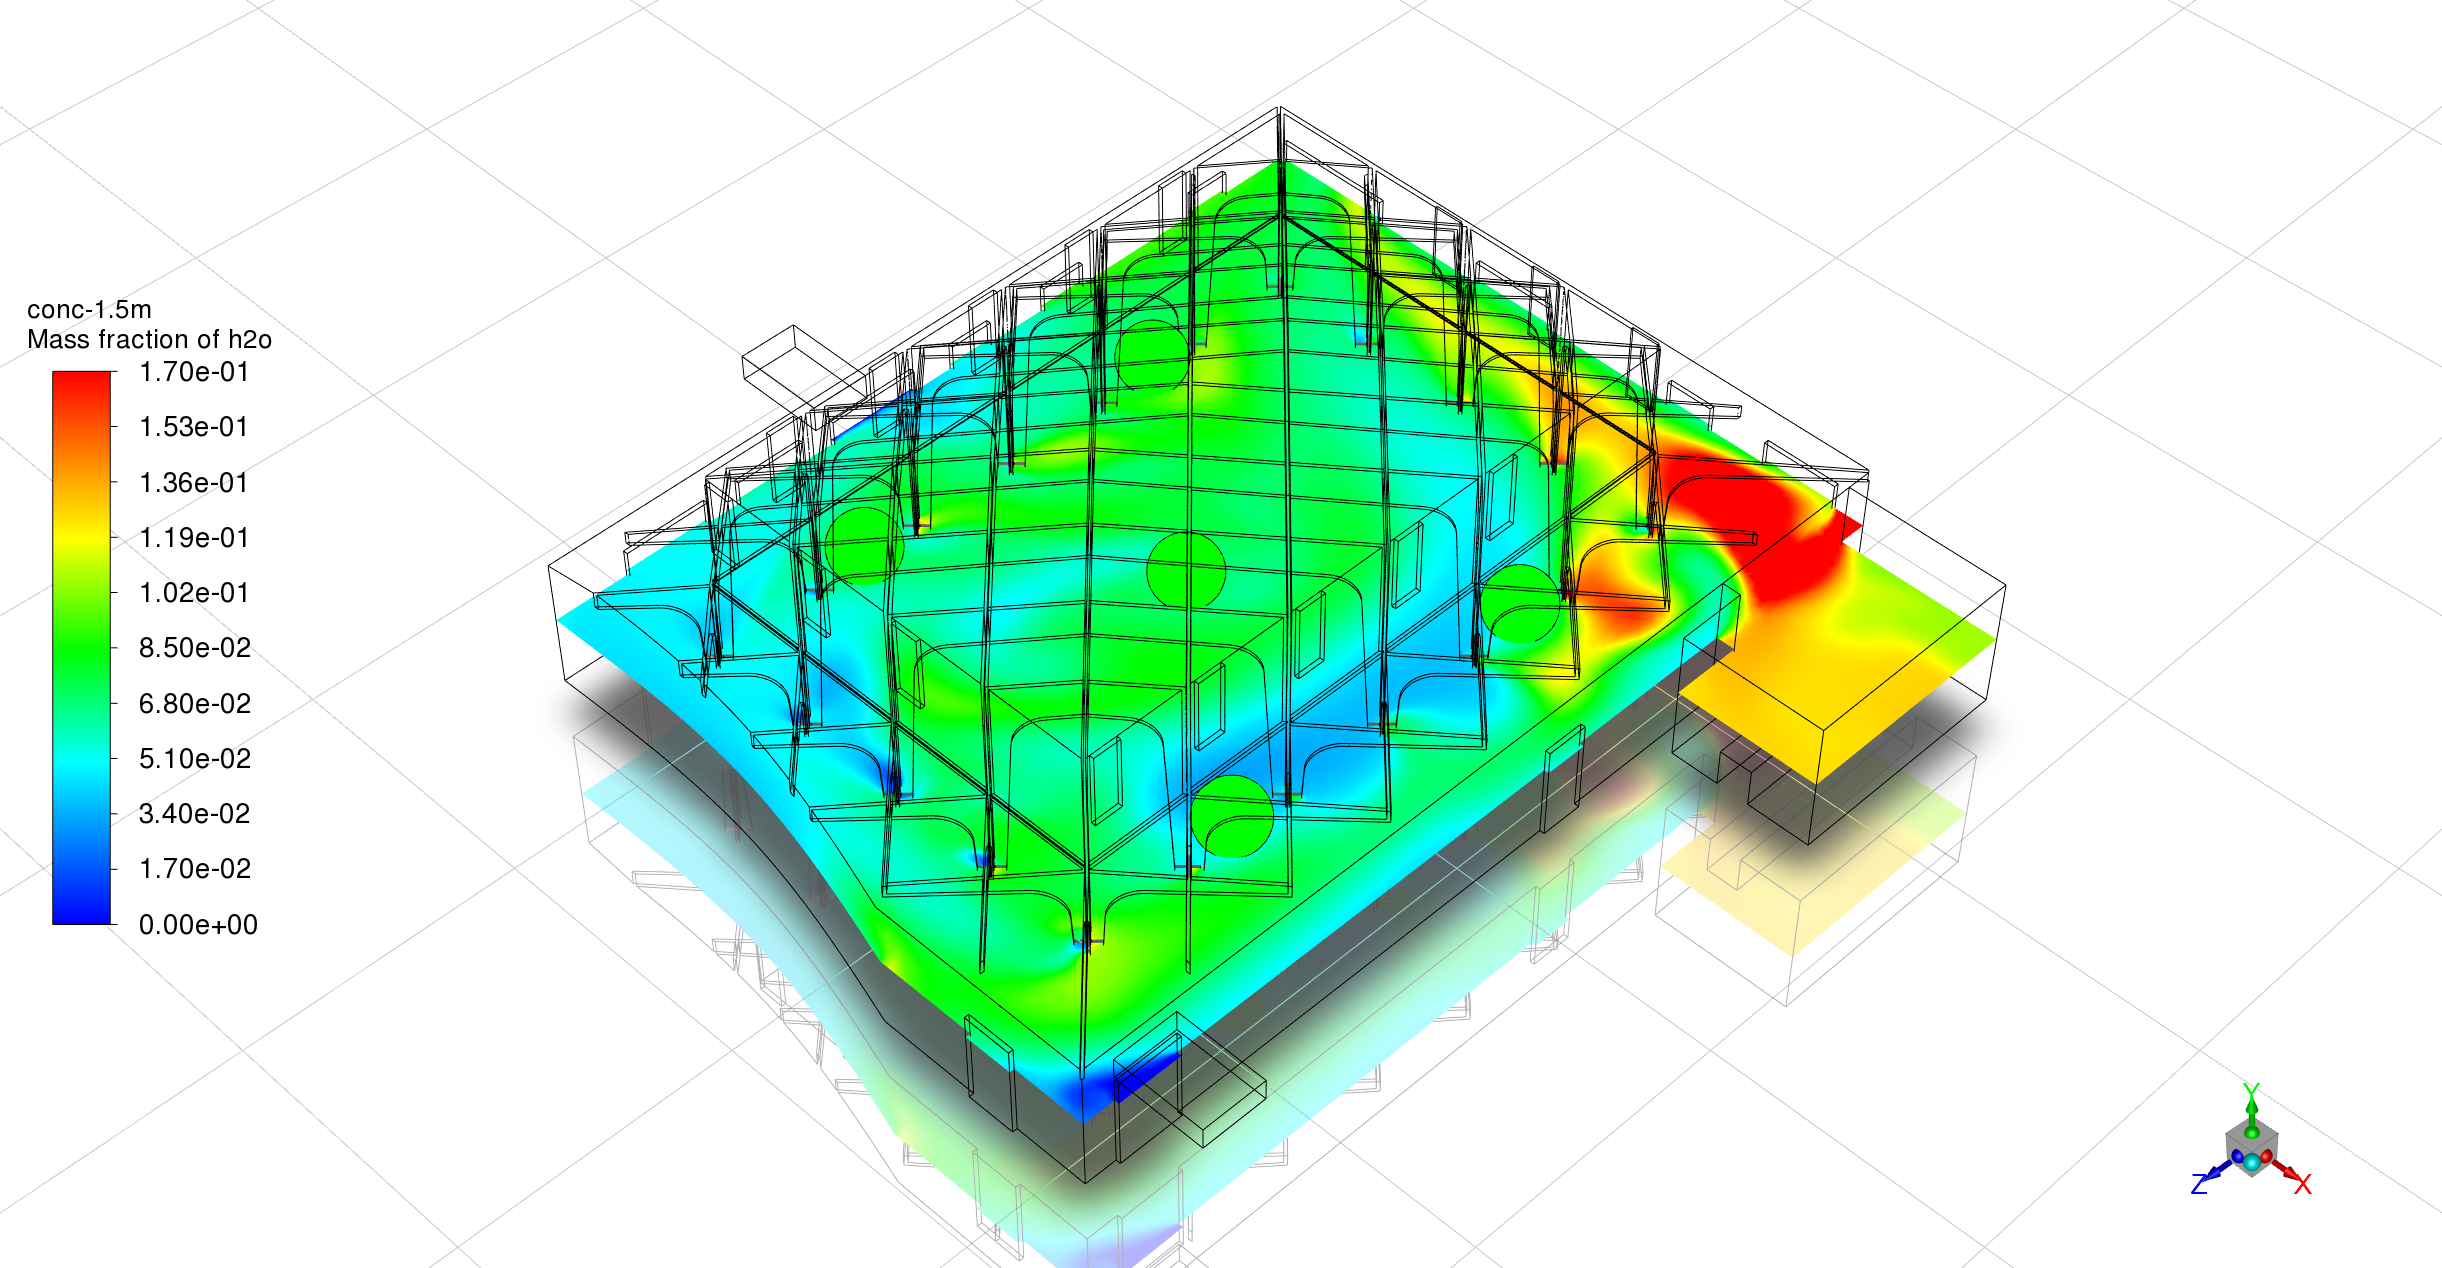 conc-1.5m
Mass fraction of h2o
1.70e-01
1.53e-01
1.36e-01
1.19e-01
1.02e-01
8.50e-02
6.80e-02
5.10e-02
3.40e-02
1.70e-02
0.00e+00
Y
Z
X